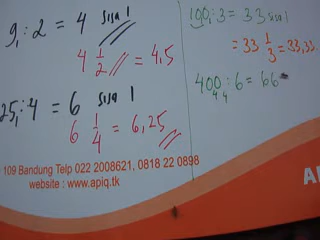 9, : 2 = 4 sisa 1
4 1/2 = 4,5
25, : 4 = 6 sisa 1
6 1/4 = 6,25
100, : 3 = 33 sisa 1
= 33 1/3 = 33,33.
400 : 6 = 66
4 4
109 Bandung Telp 022 2008621, 0818 22 0898
website : www.apiq.tk
A